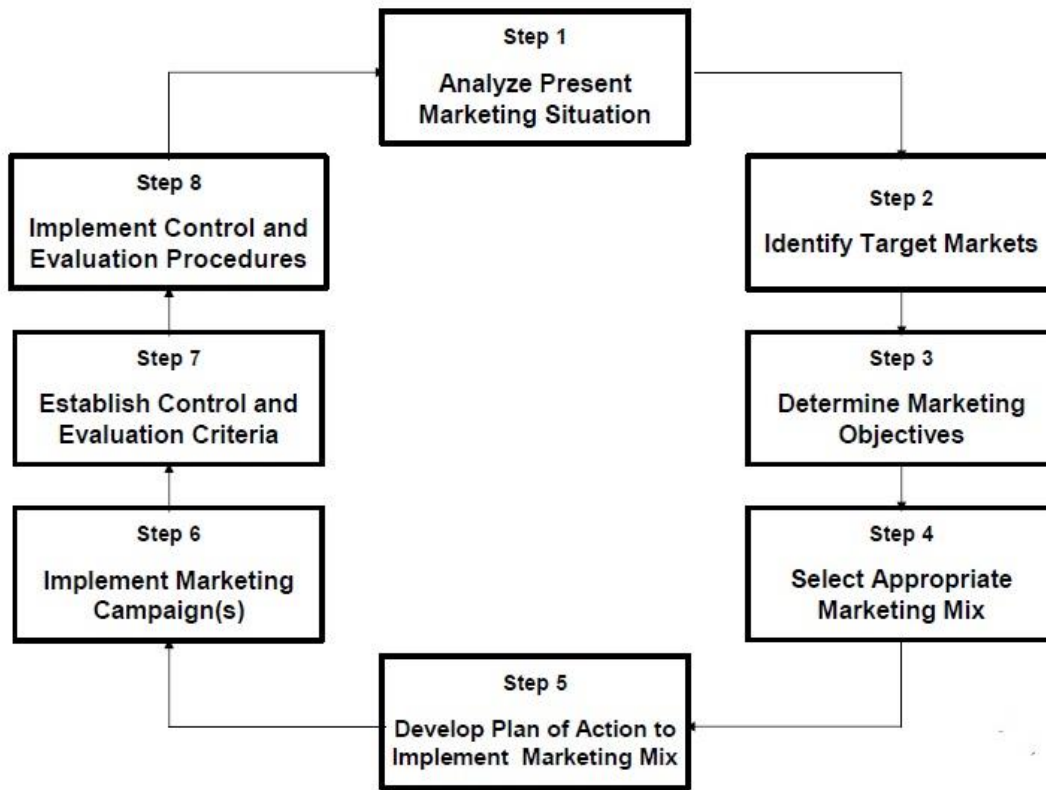 Step 1
Analyze Present
Marketing Situation
Step 2
Identify Target Markets
Step 3
Determine Marketing
Objectives
Step 4
Select Appropriate
Marketing Mix
Step 5
Develop Plan of Action to
Implement Marketing Mix
Step 6
Implement Marketing
Campaign(s)
Step 7
Establish Control and
Evaluation Criteria
Step 8
Implement Control and
Evaluation Procedures